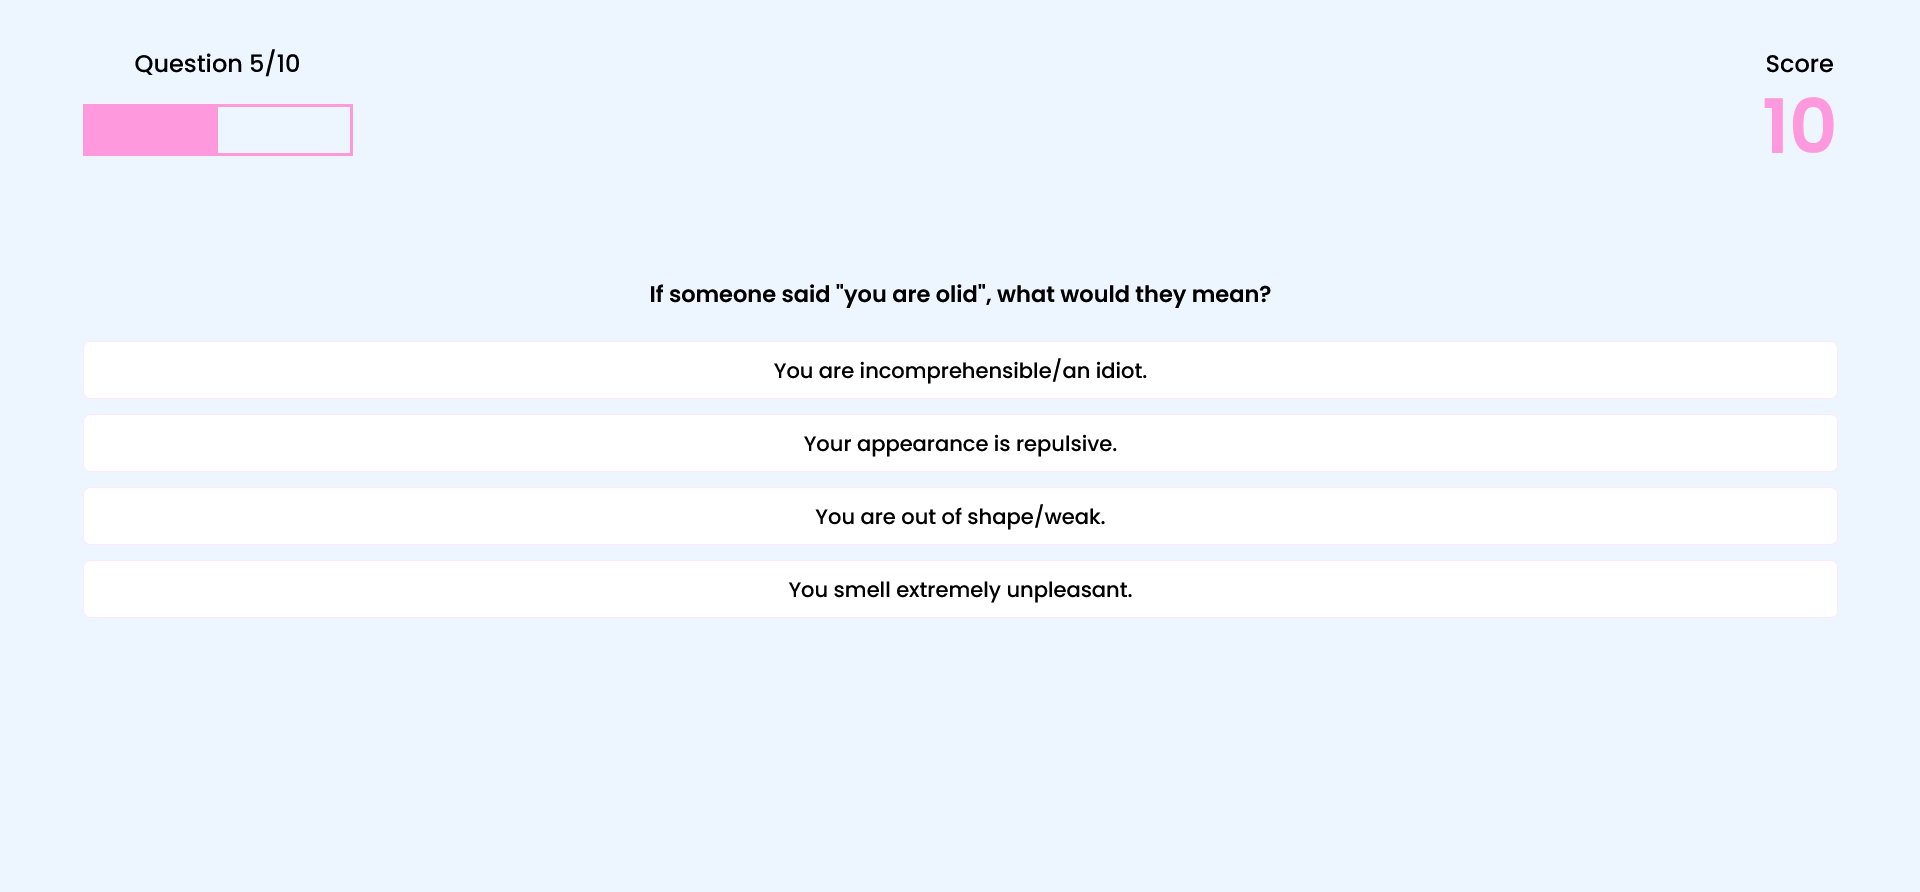 Question 5/10
Score
10
If someone said "you are olid", what would they mean?
You are incomprehensible/an idiot.
Your appearance is repulsive.
You are out of shape/weak.
You smell extremely unpleasant.